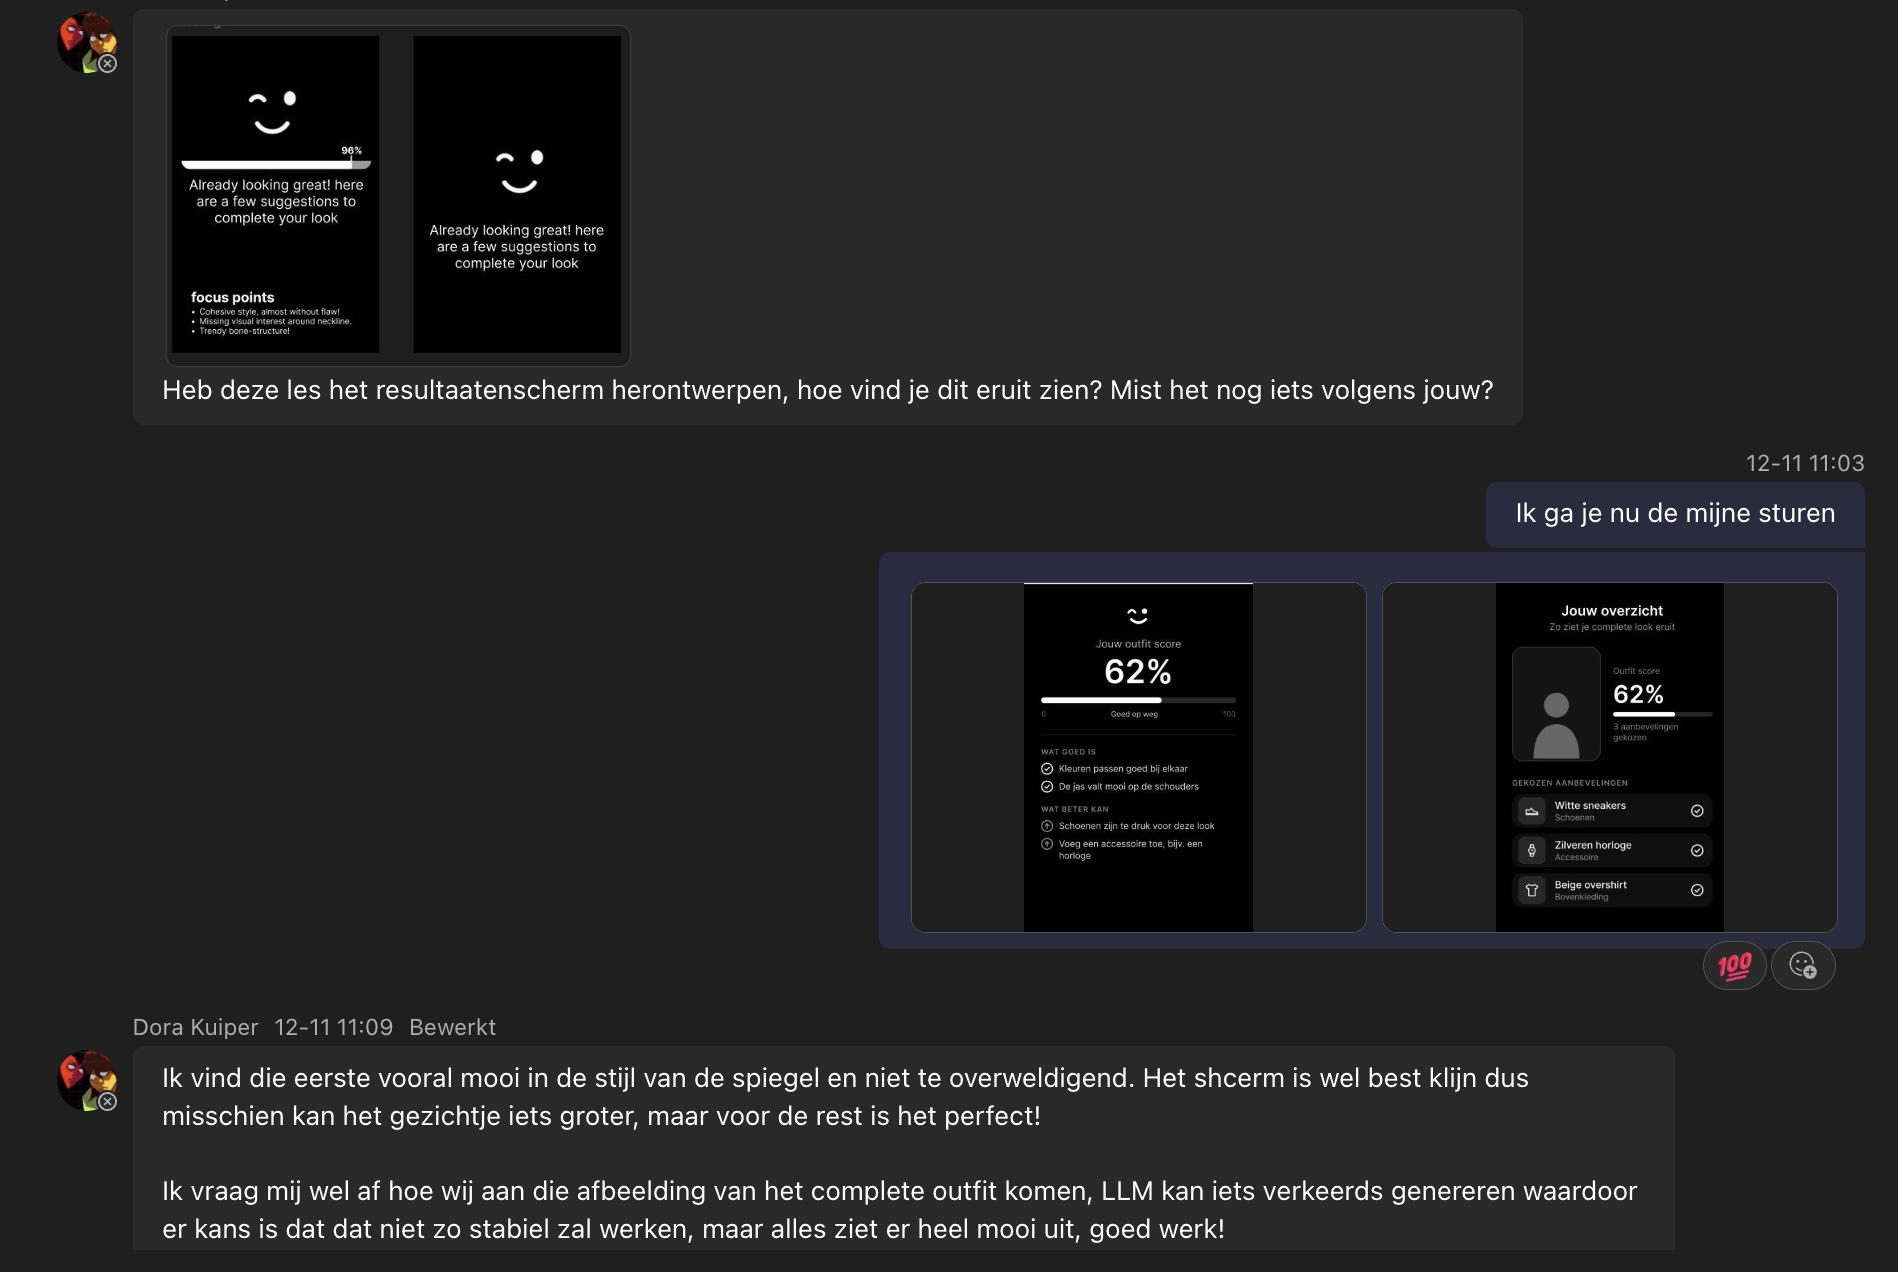 96%
Already looking great! here
are a few suggestions to
complete your look
focus points
• Cohesive style, almost without flaw!
• Missing visual interest around neckline.
• Trendy bone-structure!
Already looking great! here
are a few suggestions to
complete your look
Heb deze les het resultaatenscherm herontwerpen, hoe vind je dit eruit zien? Mist het nog iets volgens jouw?
12-11 11:03
Ik ga je nu de mijne sturen
Jouw outfit score
62%
0 Goed op weg 100
WAT GOED IS
Kleuren passen goed bij elkaar
De jas valt mooi op de schouders
WAT BETER KAN
Schoenen zijn te druk voor deze look
Voeg een accessoire toe, bijv. een
horloge
Jouw overzicht
Zo ziet je complete look eruit
Outfit score
62%
3 aanbevelingen
gekozen
GEKOZEN AANBEVELINGEN
Witte sneakers
Schoenen
Zilveren horloge
Accessoire
Beige overshirt
Bovenkleding
💯
Dora Kuiper 12-11 11:09 Bewerkt
Ik vind die eerste vooral mooi in de stijl van de spiegel en niet te overweldigend. Het shcerm is wel best klijn dus
misschien kan het gezichtje iets groter, maar voor de rest is het perfect!
Ik vraag mij wel af hoe wij aan die afbeelding van het complete outfit komen, LLM kan iets verkeerds genereren waardoor
er kans is dat dat niet zo stabiel zal werken, maar alles ziet er heel mooi uit, goed werk!